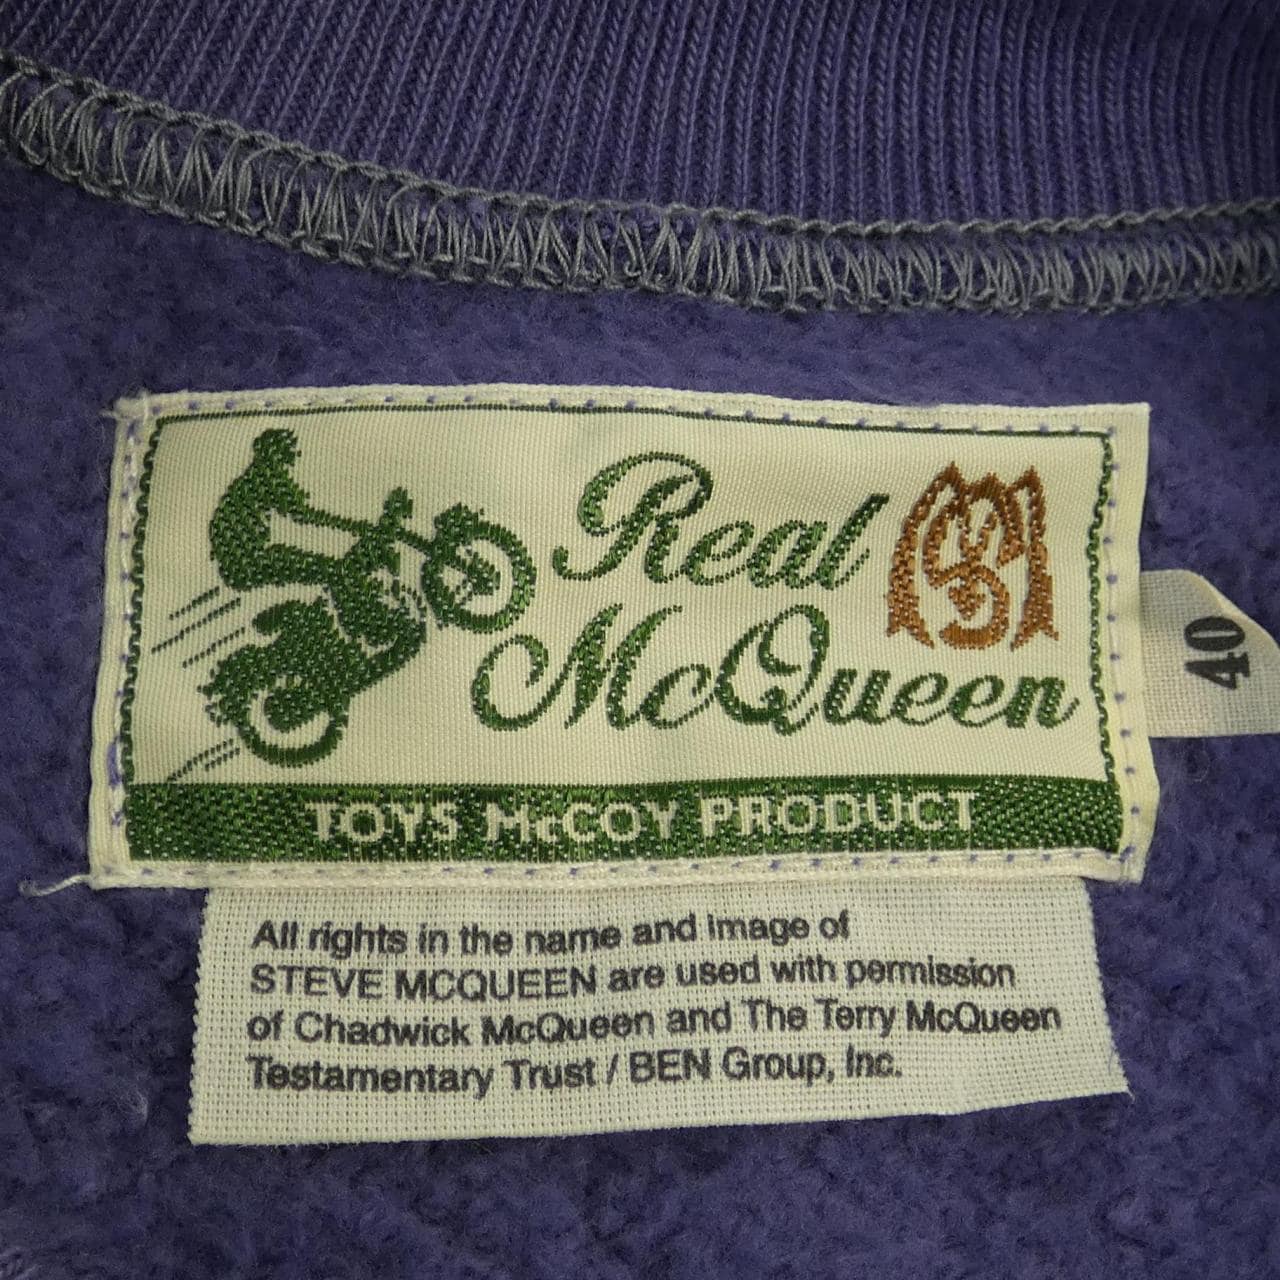 Real
McQueen
TOYS McCOY PRODUCT
40
All rights in the name and image of
STEVE MCQUEEN are used with permission
of Chadwick McQueen and The Terry McQueen
Testamentary Trust / BEN Group, Inc.